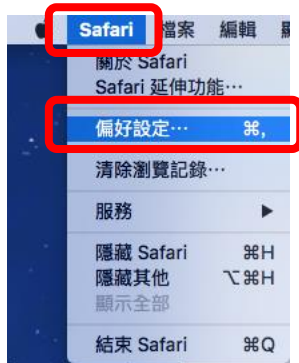 Safari 檔案 編輯
關於 Safari
Safari 延伸功能⋯
偏好設定⋯ ⌘,
清除瀏覽記錄⋯
服務 ▶
隱藏 Safari ⌘H
隱藏其他 ⌥⌘H
顯示全部
結束 Safari ⌘Q